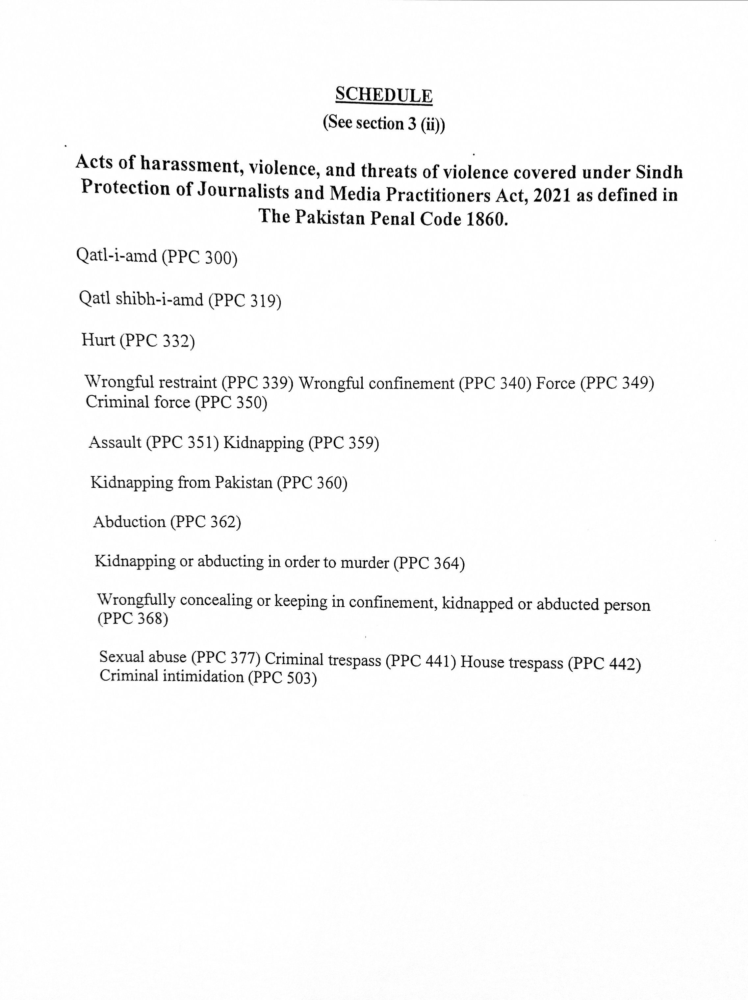 SCHEDULE
(See section 3 (ii))
Acts of harassment, violence, and threats of violence covered under Sindh
Protection of Journalists and Media Practitioners Act, 2021 as defined in
The Pakistan Penal Code 1860.
Qatl-i-amd (PPC 300)
Qatl shibh-i-amd (PPC 319)
Hurt (PPC 332)
Wrongful restraint (PPC 339) Wrongful confinement (PPC 340) Force (PPC 349)
Criminal force (PPC 350)
Assault (PPC 351) Kidnapping (PPC 359)
Kidnapping from Pakistan (PPC 360)
Abduction (PPC 362)
Kidnapping or abducting in order to murder (PPC 364)
Wrongfully concealing or keeping in confinement, kidnapped or abducted person
(PPC 368)
Sexual abuse (PPC 377) Criminal trespass (PPC 441) House trespass (PPC 442)
Criminal intimidation (PPC 503)